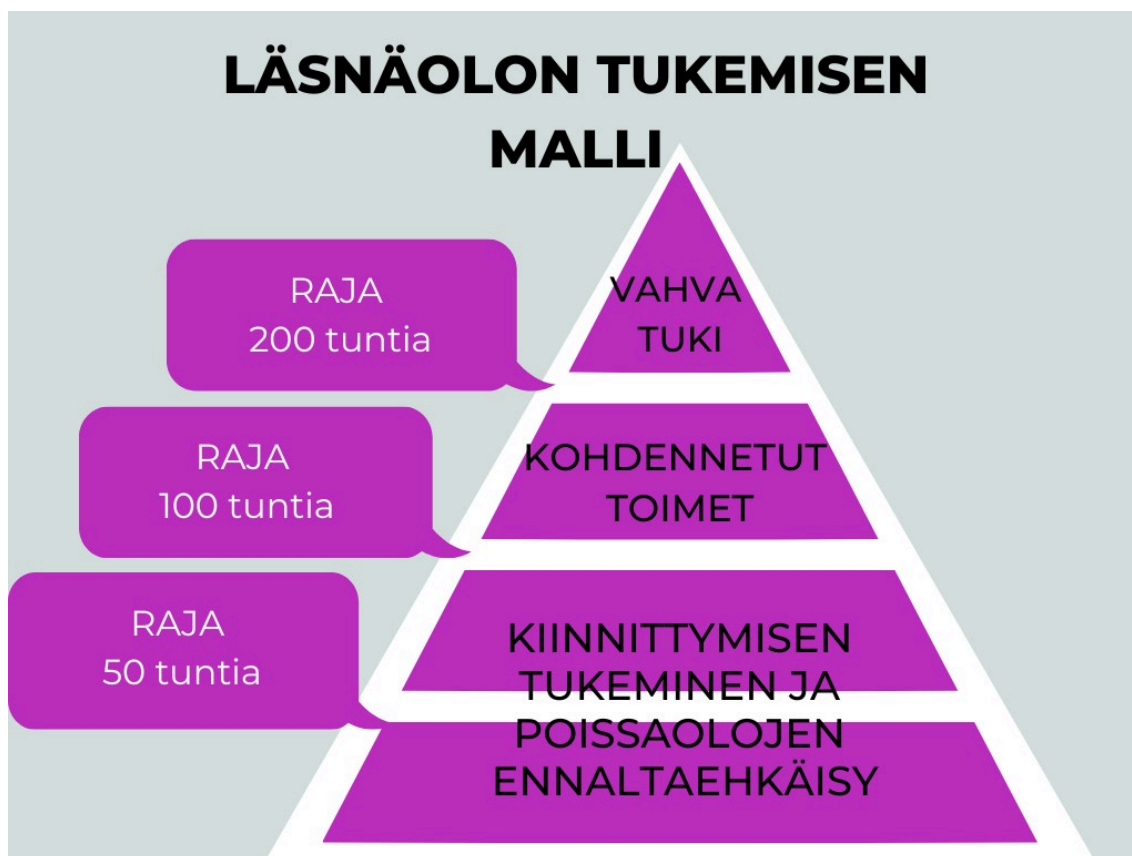 LÄSNÄOLON TUKEMISEN
MALLI
RAJA
200 tuntia
VAHVA
TUKI
RAJA
100 tuntia
KOHDENNETUT
TOIMET
RAJA
50 tuntia
KIINNITTYMISEN
TUKEMINEN JA
POISSAOLOJEN
ENNALTAEHKÄISY